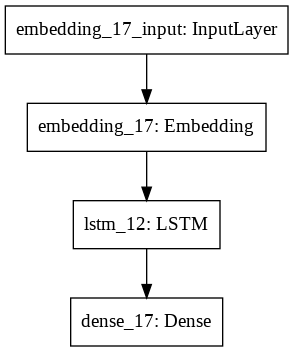 embedding_17_input: InputLayer
embedding_17: Embedding
lstm_12: LSTM
dense_17: Dense